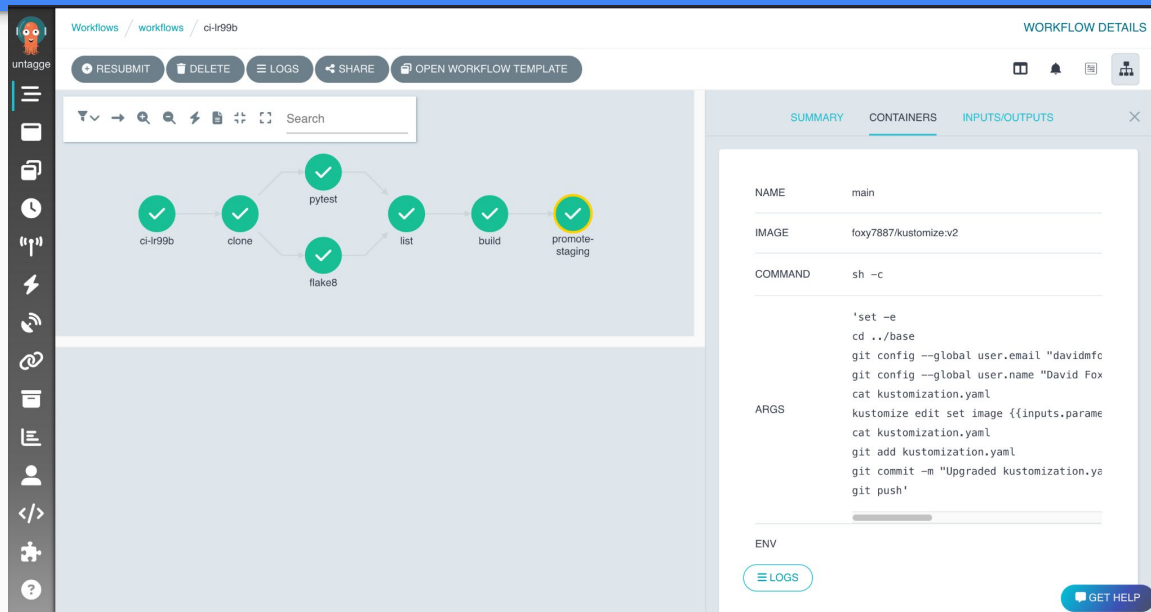 untagge
Workflows / workflows / ci-lr99b
WORKFLOW DETAILS
RESUBMIT
DELETE
LOGS
SHARE
OPEN WORKFLOW TEMPLATE
Search
ci-lr99b
clone
pytest
flake8
list
build
promote-
staging
SUMMARY
CONTAINERS
INPUTS/OUTPUTS
NAME main
IMAGE foxy7887/kustomize:v2
COMMAND sh -c
ARGS
'set -e
cd ../base
git config --global user.email "davidmfo
git config --global user.name "David Fox
cat kustomization.yaml
kustomize edit set image {{inputs.parame
cat kustomization.yaml
git add kustomization.yaml
git commit -m "Upgraded kustomization.ya
git push'
ENV
LOGS
GET HELP